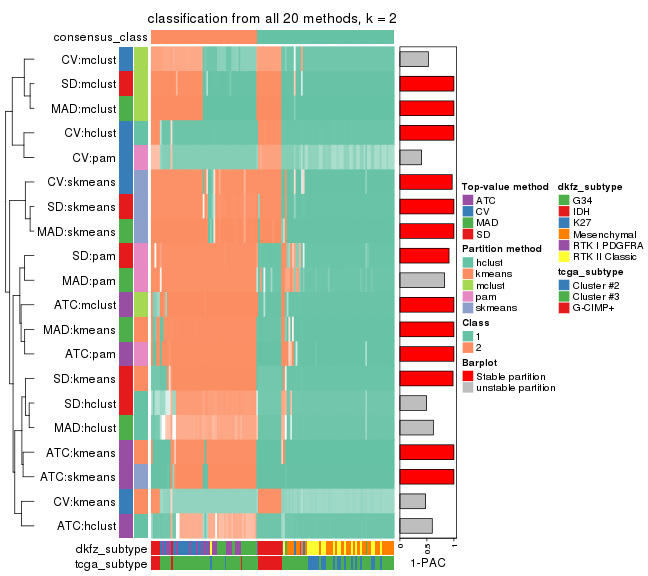 classification from all 20 methods, k = 2
consensus_class
CV:mclust
SD:mclust
MAD:mclust
CV:hclust
CV:pam
CV:skmeans
SD:skmeans
MAD:skmeans
SD:pam
MAD:pam
ATC:mclust
MAD:kmeans
ATC:pam
SD:kmeans
SD:hclust
MAD:hclust
ATC:kmeans
ATC:skmeans
CV:kmeans
ATC:hclust
dkfz_subtype
tcga_subtype
0
0.5
1
1-PAC
Top-value method
ATC
CV
MAD
SD
Partition method
hclust
kmeans
mclust
pam
skmeans
Class
1
2
Barplot
Stable partition
unstable partition
dkfz_subtype
G34
IDH
K27
Mesenchymal
RTK I PDGFRA
RTK II Classic
tcga_subtype
Cluster #2
Cluster #3
G-CIMP+